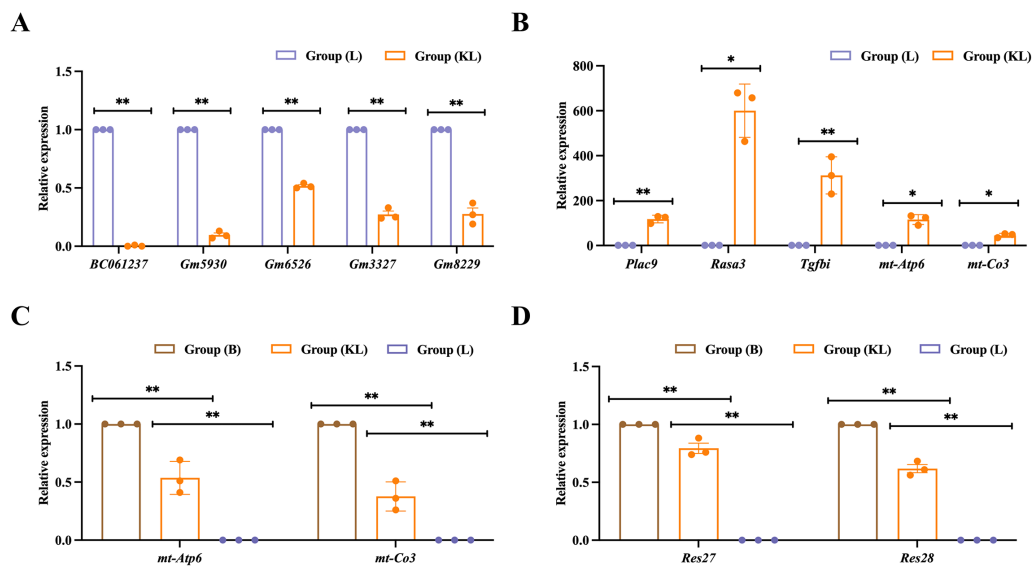 A
Group (L) Group (KL)
Relative expression
1.5
1.0
0.5
0.0
** ** ** ** **
BC061237 Gm5930 Gm6526 Gm3327 Gm8229
B
Group (L) Group (KL)
Relative expression
800
600
400
200
0
** * ** * *
Plac9 Rasa3 Tgfbi mt-Atp6 mt-Co3
C
Group (B) Group (KL) Group (L)
Relative expression
1.5
1.0
0.5
0.0
** **
** **
mt-Atp6 mt-Co3
D
Group (B) Group (KL) Group (L)
Relative expression
1.5
1.0
0.5
0.0
** **
** **
Res27 Res28